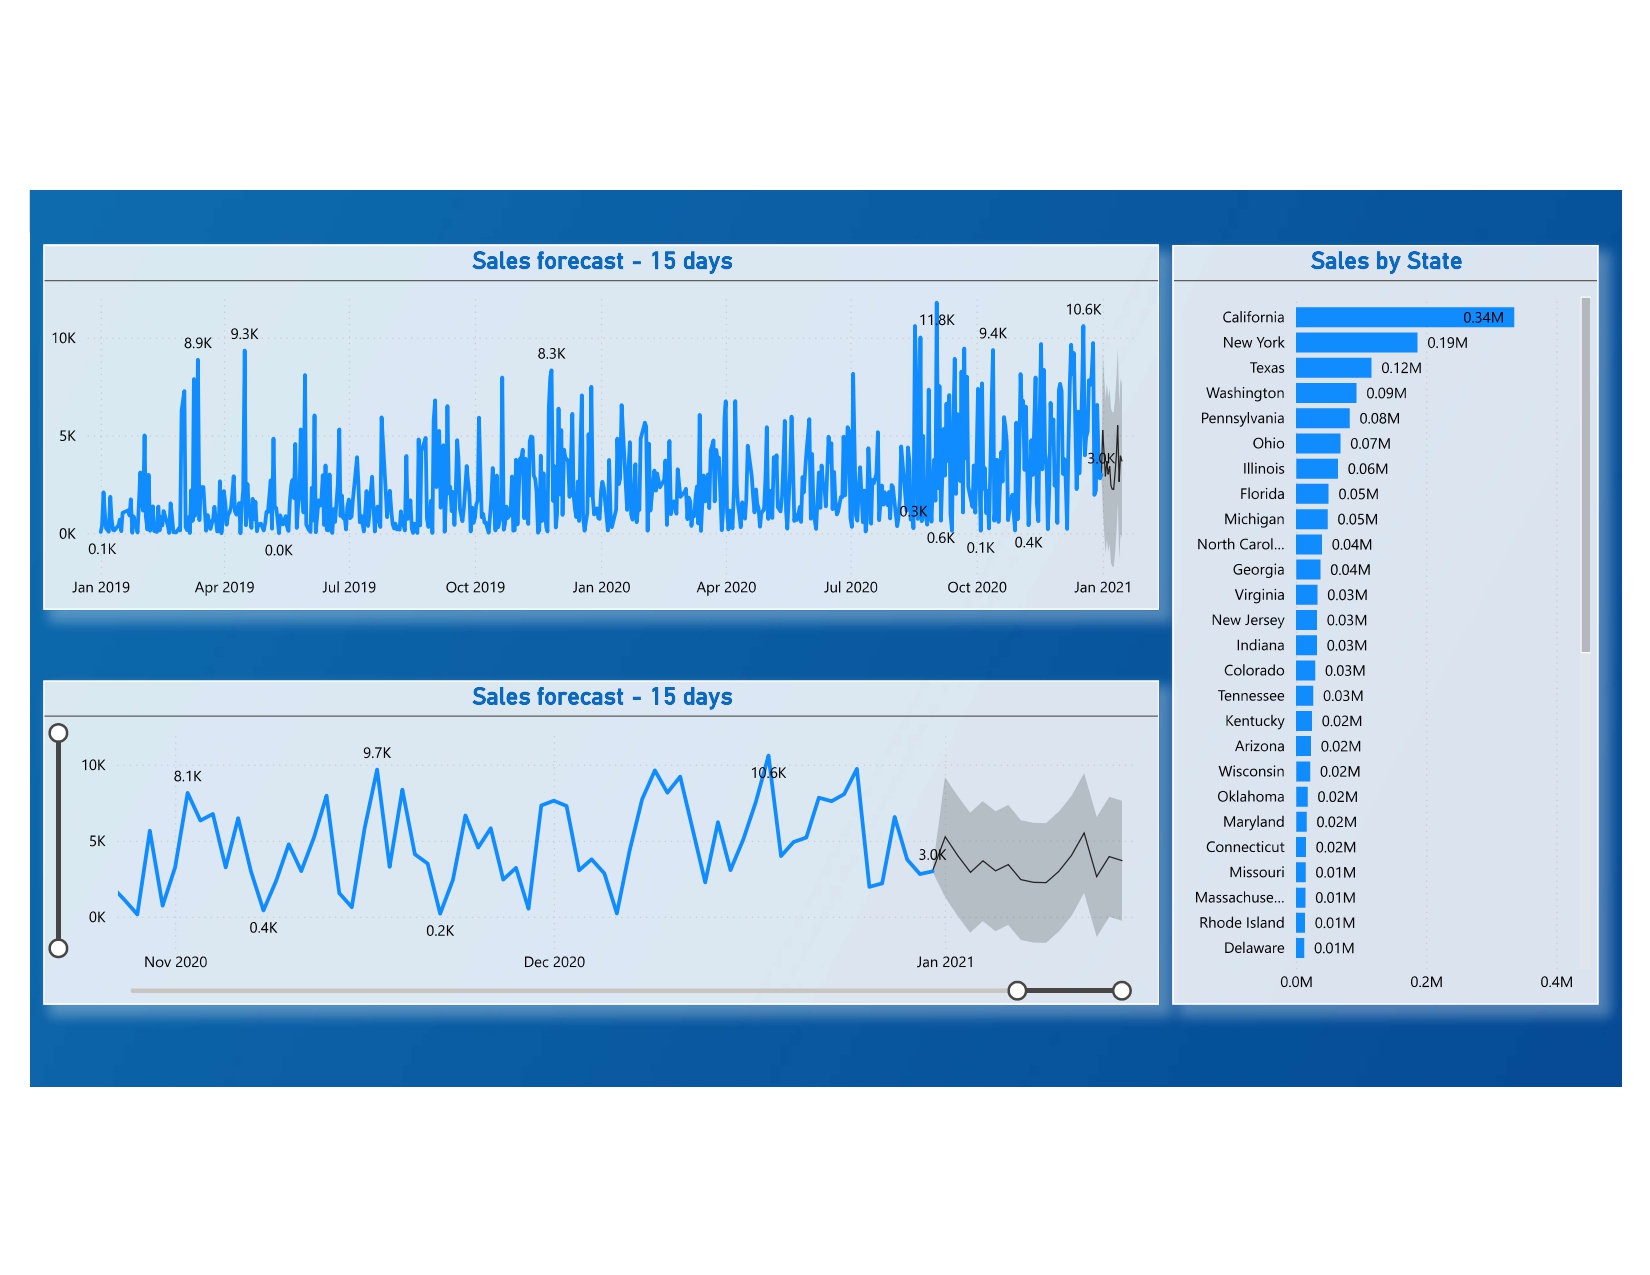 Sales forecast - 15 days
10K
5K
0K
8.9K
9.3K
8.3K
11.8K
9.4K
10.6K
3.0K
0.3K
0.6K
0.1K
0.4K
0.1K
0.0K
Jan 2019
Apr 2019
Jul 2019
Oct 2019
Jan 2020
Apr 2020
Jul 2020
Oct 2020
Jan 2021
Sales forecast - 15 days
10K
5K
0K
8.1K
9.7K
10.6K
3.0K
0.4K
0.2K
Nov 2020
Dec 2020
Jan 2021
Sales by State
California 0.34M
New York 0.19M
Texas 0.12M
Washington 0.09M
Pennsylvania 0.08M
Ohio 0.07M
Illinois 0.06M
Florida 0.05M
Michigan 0.05M
North Carol... 0.04M
Georgia 0.04M
Virginia 0.03M
New Jersey 0.03M
Indiana 0.03M
Colorado 0.03M
Tennessee 0.03M
Kentucky 0.02M
Arizona 0.02M
Wisconsin 0.02M
Oklahoma 0.02M
Maryland 0.02M
Connecticut 0.02M
Missouri 0.01M
Massachuse... 0.01M
Rhode Island 0.01M
Delaware 0.01M
0.0M 0.2M 0.4M